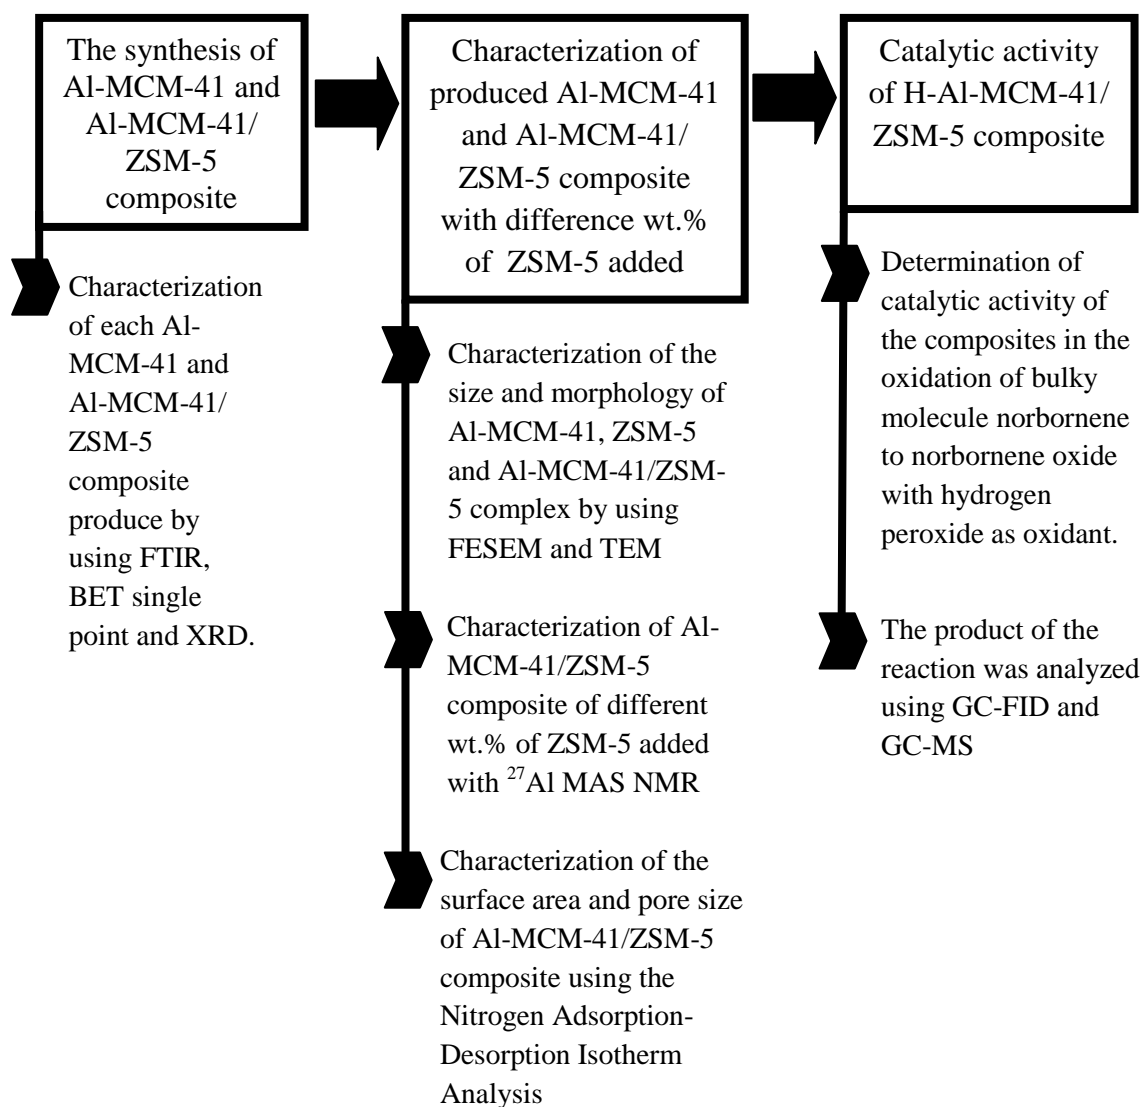 The synthesis of
Al-MCM-41 and
Al-MCM-41/
ZSM-5
composite
Characterization
of each Al-
MCM-41 and
Al-MCM-41/
ZSM-5
composite
produce by
using FTIR,
BET single
point and XRD.
Characterization of
produced Al-MCM-41
and Al-MCM-41/
ZSM-5 composite
with difference wt.%
of ZSM-5 added
Characterization of the
size and morphology of
Al-MCM-41, ZSM-5
and Al-MCM-41/ZSM-
5 complex by using
FESEM and TEM
Characterization of Al-
MCM-41/ZSM-5
composite of different
wt.% of ZSM-5 added
with ²⁷Al MAS NMR
Characterization of the
surface area and pore size
of Al-MCM-41/ZSM-5
composite using the
Nitrogen Adsorption-
Desorption Isotherm
Analysis
Catalytic activity
of H-Al-MCM-41/
ZSM-5 composite
Determination of
catalytic activity of
the composites in the
oxidation of bulky
molecule norbornene
to norbornene oxide
with hydrogen
peroxide as oxidant.
The product of the
reaction was analyzed
using GC-FID and
GC-MS